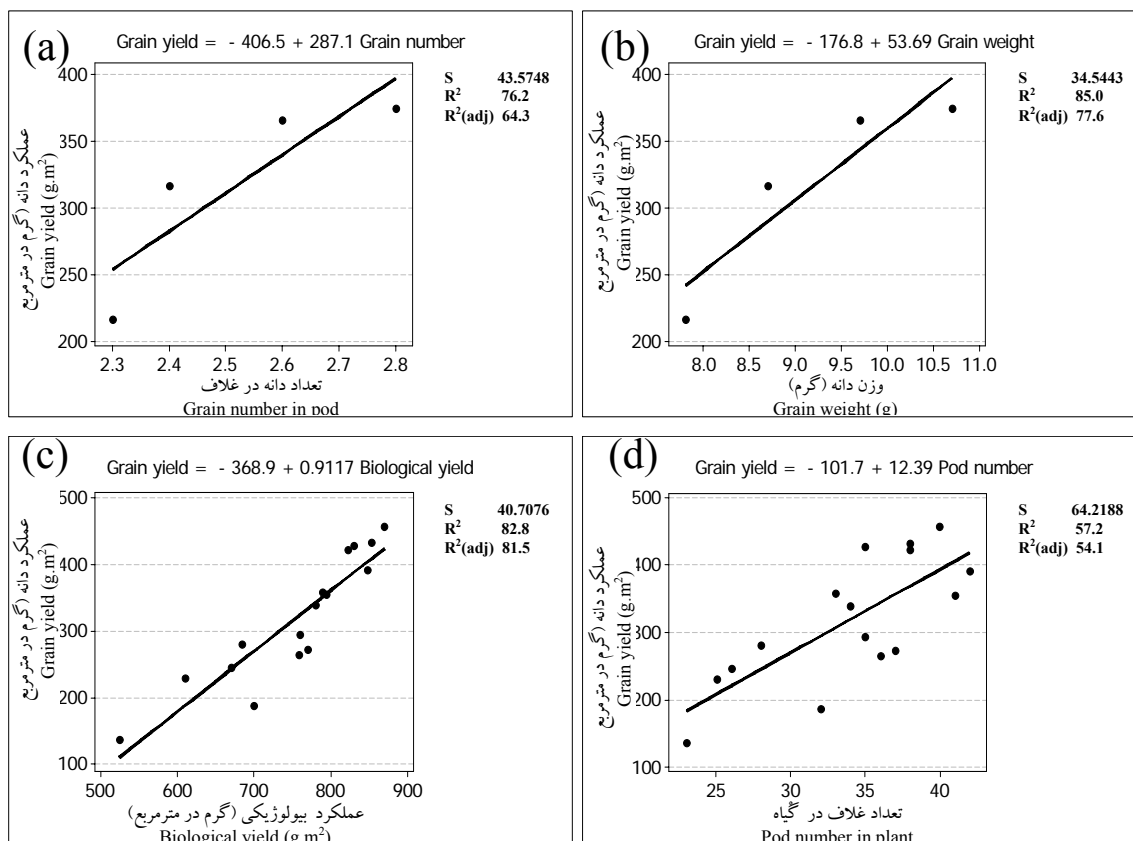 (a)
Grain yield = - 406.5 + 287.1 Grain number
S 43.5748
R² 76.2
R²(adj) 64.3
عملکرد دانه (گرم در مترمربع
Grain yield (g.m²)
400
350
300
250
200
2.3 2.4 2.5 2.6 2.7 2.8
تعداد دانه در غلاف
Grain number in pod
(b)
Grain yield = - 176.8 + 53.69 Grain weight
S 34.5443
R² 85.0
R²(adj) 77.6
عملکرد دانه (گرم در مترمربع
Grain yield (g.m²)
400
350
300
250
200
8.0 8.5 9.0 9.5 10.0 10.5 11.0
وزن دانه (گرم)
Grain weight (g)
(c)
Grain yield = - 368.9 + 0.9117 Biological yield
S 40.7076
R² 82.8
R²(adj) 81.5
عملکرد دانه (گرم در مترمربع
Grain yield (g.m²)
500
400
300
200
100
500 600 700 800 900
عملکرد بیولوژیکی (گرم در مترمربع)
Biological yield (g.m²)
(d)
Grain yield = - 101.7 + 12.39 Pod number
S 64.2188
R² 57.2
R²(adj) 54.1
عملکرد دانه (گرم در مترمربع
Grain yield (g.m²)
500
400
300
200
100
25 30 35 40
تعداد غلاف در گیاه
Pod number in plant